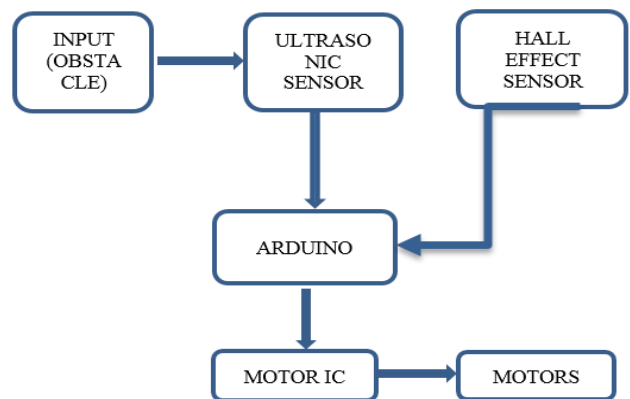 INPUT
(OBSTA
CLE)
ULTRASO
NIC
SENSOR
HALL
EFFECT
SENSOR
ARDUINO
MOTOR IC
MOTORS